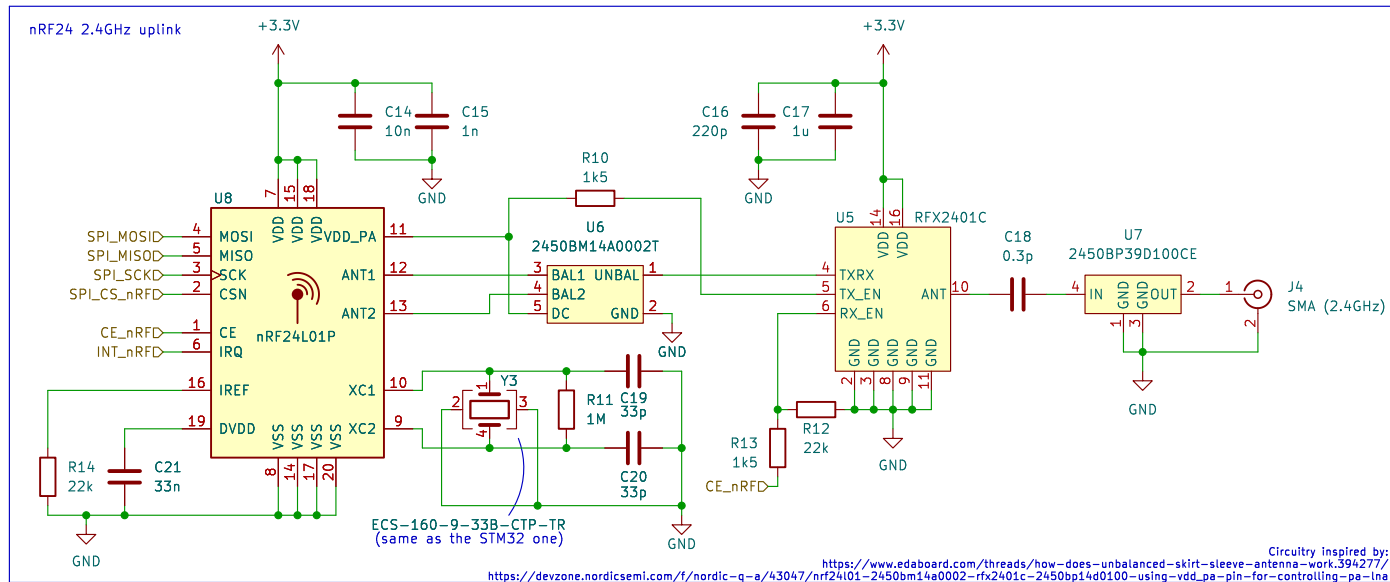 nRF24 2.4GHz uplink
+3.3V
+3.3V
C14
10n
C15
1n
GND
C16
220p
C17
1u
GND
R10
1k5
U8
7
15
18
VDD
VDD
VDD
SPI_MOSI
4
MOSI
SPI_MISO
5
MISO
SPI_SCK
3
SCK
SPI_CS_nRF
2
CSN
CE_nRF
1
CE
INT_nRF
6
IRQ
16
IREF
19
DVDD
nRF24L01P
VDD_PA
11
ANT1
12
ANT2
13
XC1
10
XC2
9
VSS
VSS
VSS
VSS
8
14
17
20
R14
22k
C21
33n
GND
U6
2450BM14A0002T
3
BAL1
4
BAL2
5
DC
UNBAL
1
GND
2
GND
Y3
1
2
3
4
R11
1M
C19
33p
C20
33p
GND
ECS-160-9-33B-CTP-TR
(same as the STM32 one)
U5
RFX2401C
14
16
VDD
VDD
4
TXRX
5
TX_EN
6
RX_EN
ANT
10
GND
GND
GND
GND
GND
2
3
8
9
11
R12
22k
R13
1k5
CE_nRF
GND
C18
0.3p
U7
2450BP39D100CE
4
IN
GND
GND
OUT
2
1
3
GND
1
2
J4
SMA (2.4GHz)
Circuitry inspired by:
https://www.edaboard.com/threads/how-does-unbalanced-skirt-sleeve-antenna-work.394277/
https://devzone.nordicsemi.com/f/nordic-q-a/43047/nrf24l01-2450bm14a0002-rfx2401c-2450bp14d0100-using-vdd_pa-pin-for-controlling-pa-lna